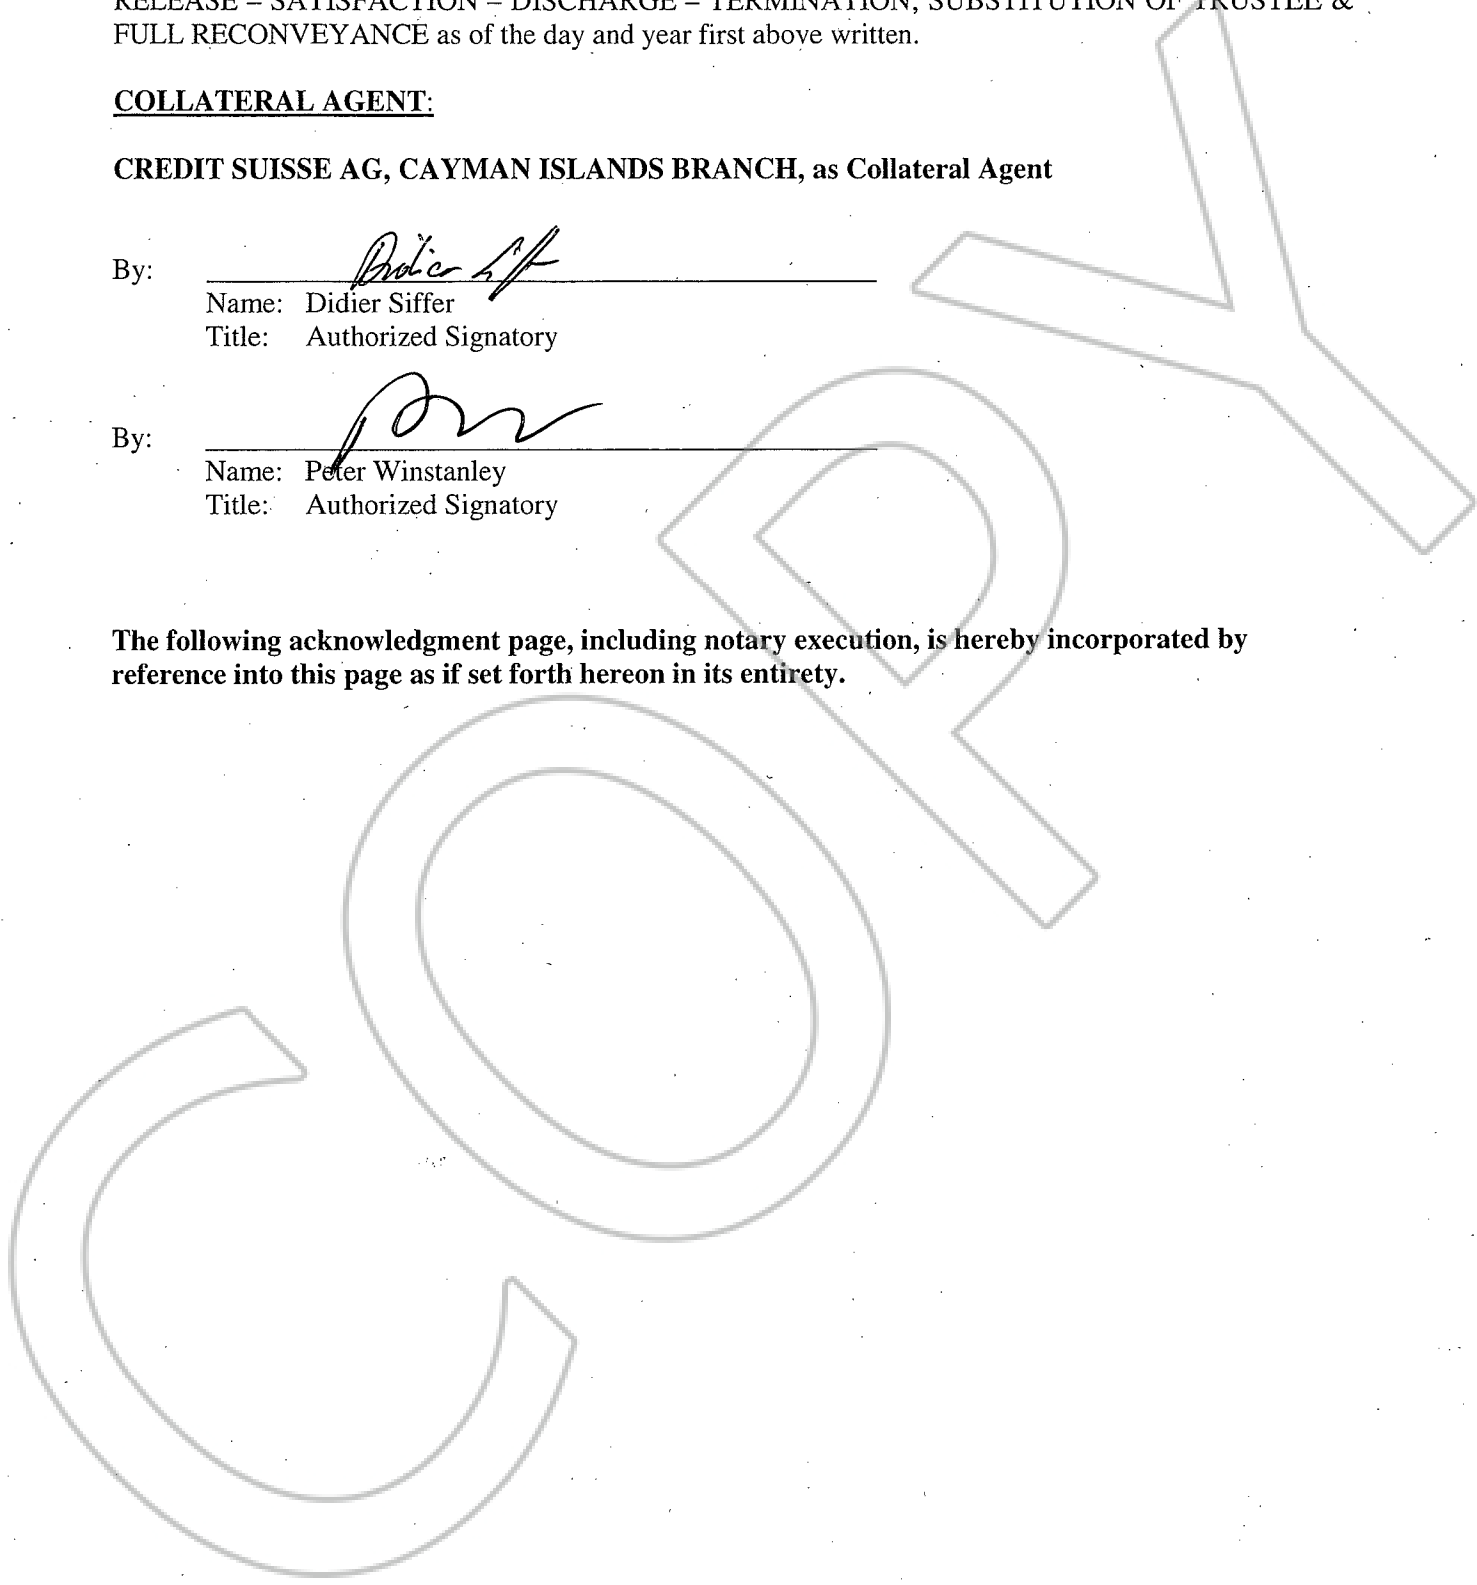 RELEASE – SATISFACTION – DISCHARGE – TERMINATION, SUBSTITUTION OF TRUSTEE &
FULL RECONVEYANCE as of the day and year first above written.
COLLATERAL AGENT:
CREDIT SUISSE AG, CAYMAN ISLANDS BRANCH, as Collateral Agent
By:
Name: Didier Siffer
Title: Authorized Signatory
By:
Name: Peter Winstanley
Title: Authorized Signatory
The following acknowledgment page, including notary execution, is hereby incorporated by
reference into this page as if set forth hereon in its entirety.
COPY